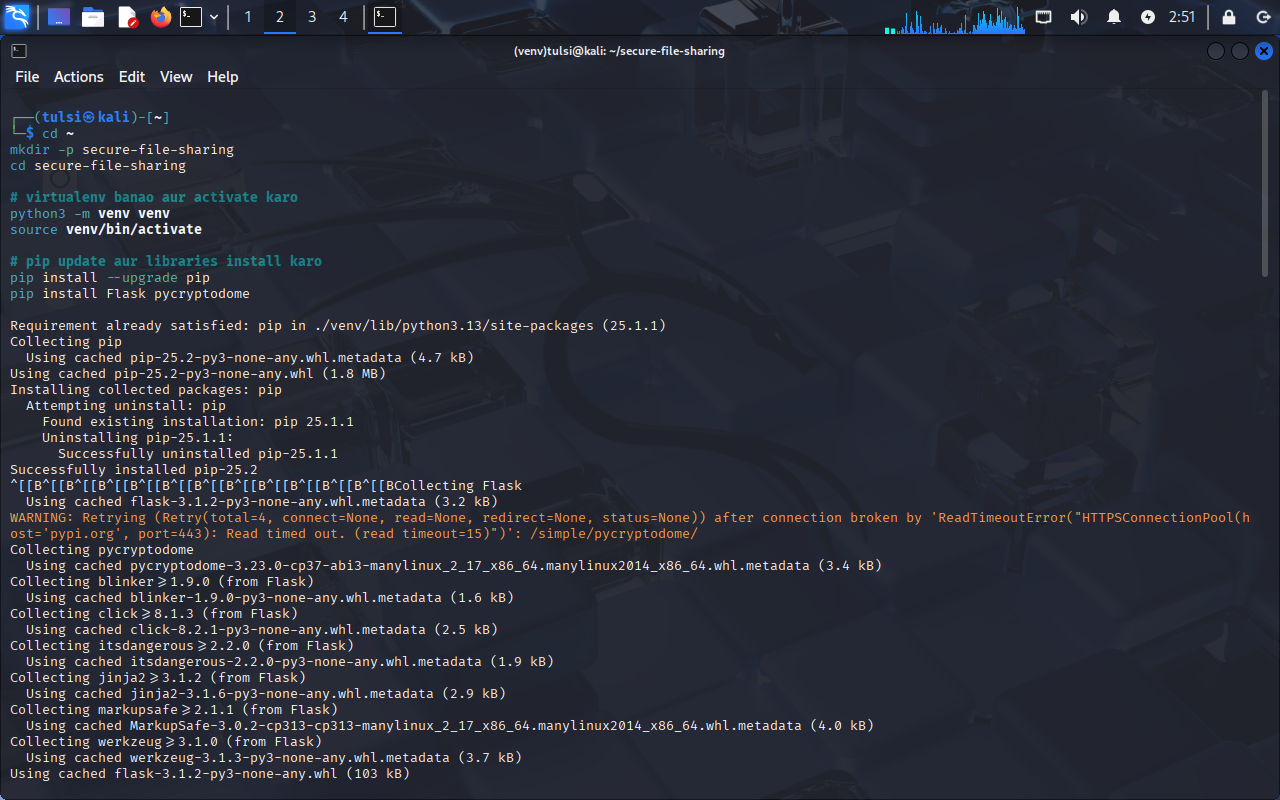 1 2 3 4 2:51
(venv)tulsi@kali: ~/secure-file-sharing
File Actions Edit View Help
┌──(tulsi㉿kali)-[~]
└─$ cd ~
mkdir -p secure-file-sharing
cd secure-file-sharing
# virtualenv banao aur activate karo
python3 -m venv venv
source venv/bin/activate
# pip update aur libraries install karo
pip install --upgrade pip
pip install Flask pycryptodome
Requirement already satisfied: pip in ./venv/lib/python3.13/site-packages (25.1.1)
Collecting pip
  Using cached pip-25.2-py3-none-any.whl.metadata (4.7 kB)
Using cached pip-25.2-py3-none-any.whl (1.8 MB)
Installing collected packages: pip
  Attempting uninstall: pip
    Found existing installation: pip 25.1.1
    Uninstalling pip-25.1.1:
      Successfully uninstalled pip-25.1.1
Successfully installed pip-25.2
^[[B^[[B^[[B^[[B^[[B^[[B^[[B^[[B^[[B^[[B^[[B^[[BCollecting Flask
  Using cached flask-3.1.2-py3-none-any.whl.metadata (3.2 kB)
WARNING: Retrying (Retry(total=4, connect=None, read=None, redirect=None, status=None)) after connection broken by 'ReadTimeoutError("HTTPSConnectionPool(h
ost='pypi.org', port=443): Read timed out. (read timeout=15)")': /simple/pycryptodome/
Collecting pycryptodome
  Using cached pycryptodome-3.23.0-cp37-abi3-manylinux_2_17_x86_64.manylinux2014_x86_64.whl.metadata (3.4 kB)
Collecting blinker>=1.9.0 (from Flask)
  Using cached blinker-1.9.0-py3-none-any.whl.metadata (1.6 kB)
Collecting click>=8.1.3 (from Flask)
  Using cached click-8.2.1-py3-none-any.whl.metadata (2.5 kB)
Collecting itsdangerous>=2.2.0 (from Flask)
  Using cached itsdangerous-2.2.0-py3-none-any.whl.metadata (1.9 kB)
Collecting jinja2>=3.1.2 (from Flask)
  Using cached jinja2-3.1.6-py3-none-any.whl.metadata (2.9 kB)
Collecting markupsafe>=2.1.1 (from Flask)
  Using cached MarkupSafe-3.0.2-cp313-cp313-manylinux_2_17_x86_64.manylinux2014_x86_64.whl.metadata (4.0 kB)
Collecting werkzeug>=3.1.0 (from Flask)
  Using cached werkzeug-3.1.3-py3-none-any.whl.metadata (3.7 kB)
Using cached flask-3.1.2-py3-none-any.whl (103 kB)